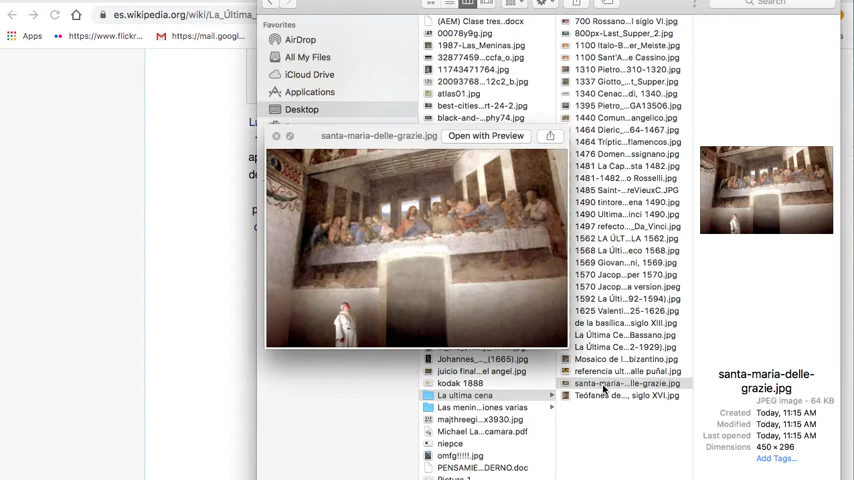 es.wikipedia.org/wiki/La_Última_
Search
Apps
https://www.flickr...
https://mail.googl...
Favorites
AirDrop
All My Files
iCloud Drive
Applications
Desktop
(AEM) Clase tres..docx
00078y9g.jpg
1987-Las_Meninas.jpg
32877459...ccfa_o.jpg
11743471764.jpg
20093768...12c2_b.jpg
atlas01.jpg
best-cities...rt-24-2.jpg
black-and-...phy74.jpg
santa-maria-delle-grazie.jpg
Open with Preview
Johannes_..._(1665).jpg
juicio final...el angel.jpg
kodak 1888
La ultima cena
Las menin...iones varias
majthreegi...x3930.jpg
Michael La...camara.pdf
niepce
omfg!!!!!.jpg
PENSAMIE...DERNO.doc
Picture 1
700 Rossano...l siglo VI.jpg
800px-Last_Supper_2.jpg
1100 Italo-B...er_Meiste.jpg
1100 Sant'A...e Cassino.jpg
1310 Pietro...310-1320.jpg
1337 Giotto..._Supper.jpg
1340 Cenac...di, 1340..jpg
1395 Pietro_...GA13506.jpg
1440 Comun...angelico.jpg
1464 Dieric...64-1467.jpg
1464 Tríptic...flamencos.jpg
1476 Domen...ssignano.jpg
1481 La Cap...sta 1482.jpg
1481-1482...o Rosselli.jpg
1485 Saint-...reVieuxC.JPG
1490 tintore...ena 1490.jpg
1490 Ultima...inci 1490.jpg
1497 refecto..._Da_Vinci.jpg
1562 LA ÚLT...LA 1562.jpg
1568 La Últi...eco 1568.jpg
1569 Giovan...ni, 1569.jpg
1570 Jacop...per 1570.jpg
1570 Jacop...a version.jpeg
1592 La Últi...92-1594).jpg
1625 Valenti...25-1626.jpg
de la basílica...siglo XIII.jpg
La Última Ce...Bassano.jpg
La Última Ce...2-1929).jpg
Mosaico de l...bizantino.jpg
referencia ult...alle puñal.jpg
santa-maria-...lle-grazie.jpg
Teófanes de..., siglo XVI.jpg
santa-maria-delle-
grazie.jpg
JPEG image - 64 KB
Created Today, 11:15 AM
Modified Today, 11:15 AM
Last opened Today, 11:15 AM
Dimensions 450 × 296
Add Tags...